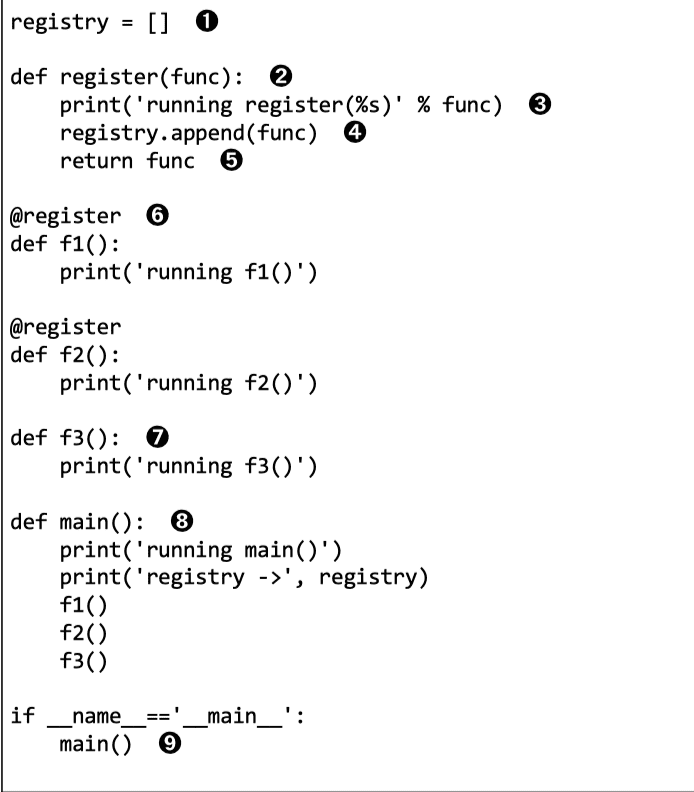 registry = []  ❶
def register(func):  ❷
    print('running register(%s)' % func)  ❸
    registry.append(func)  ❹
    return func  ❺
@register  ❻
def f1():
    print('running f1()')
@register
def f2():
    print('running f2()')
def f3():  ❼
    print('running f3()')
def main():  ❽
    print('running main()')
    print('registry ->', registry)
    f1()
    f2()
    f3()
if __name__=='__main__':
    main()  ❾